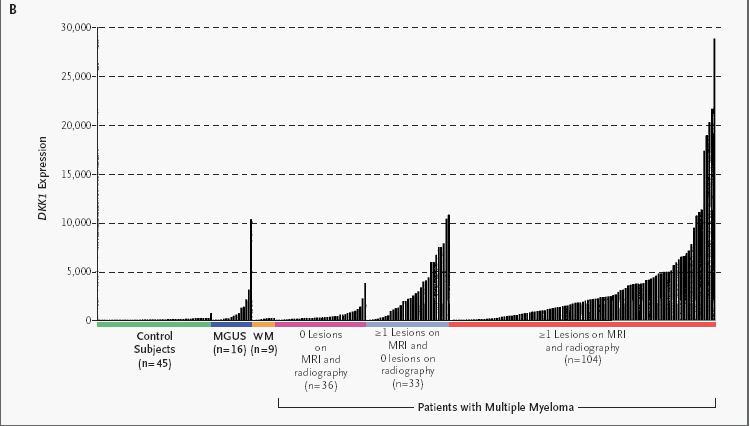 B
30,000
25,000
20,000
15,000
10,000
5,000
0
DKK1 Expression
Control
Subjects
(n=45)
MGUS
(n=16)
WM
(n=9)
0 Lesions
on
MRI and
radiography
(n=36)
≥1 Lesions on
MRI and
0 lesions on
radiography
(n=33)
≥1 Lesions on MRI
and radiography
(n=104)
Patients with Multiple Myeloma